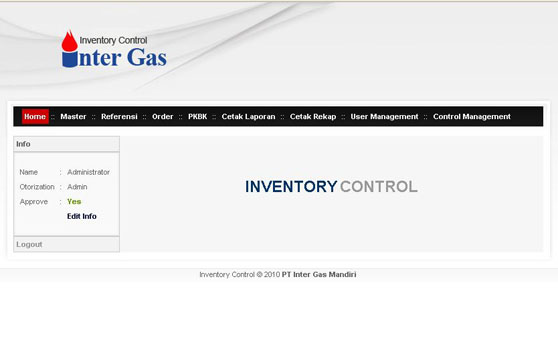 Inventory Control
Inter Gas
Home :: Master :: Referensi :: Order :: PKBK :: Cetak Laporan :: Cetak Rekap :: User Management :: Control Management
Info
Name : Administrator
Otorization : Admin
Approve : Yes
Edit Info
Logout
INVENTORY CONTROL
Inventory Control © 2010 PT Inter Gas Mandiri